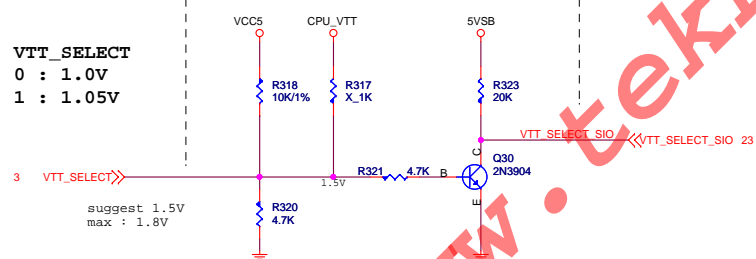 VCC5
CPU_VTT
5VSB
VTT_SELECT
0 : 1.0V
1 : 1.05V
R318
10K/1%
R317
X_1K
R323
20K
VTT_SELECT_SIO
VTT_SELECT_SIO 23
C
Q30
2N3904
3 VTT_SELECT
R321 4.7K
B
1.5V
E
suggest 1.5V
max : 1.8V
R320
4.7K
w.tek